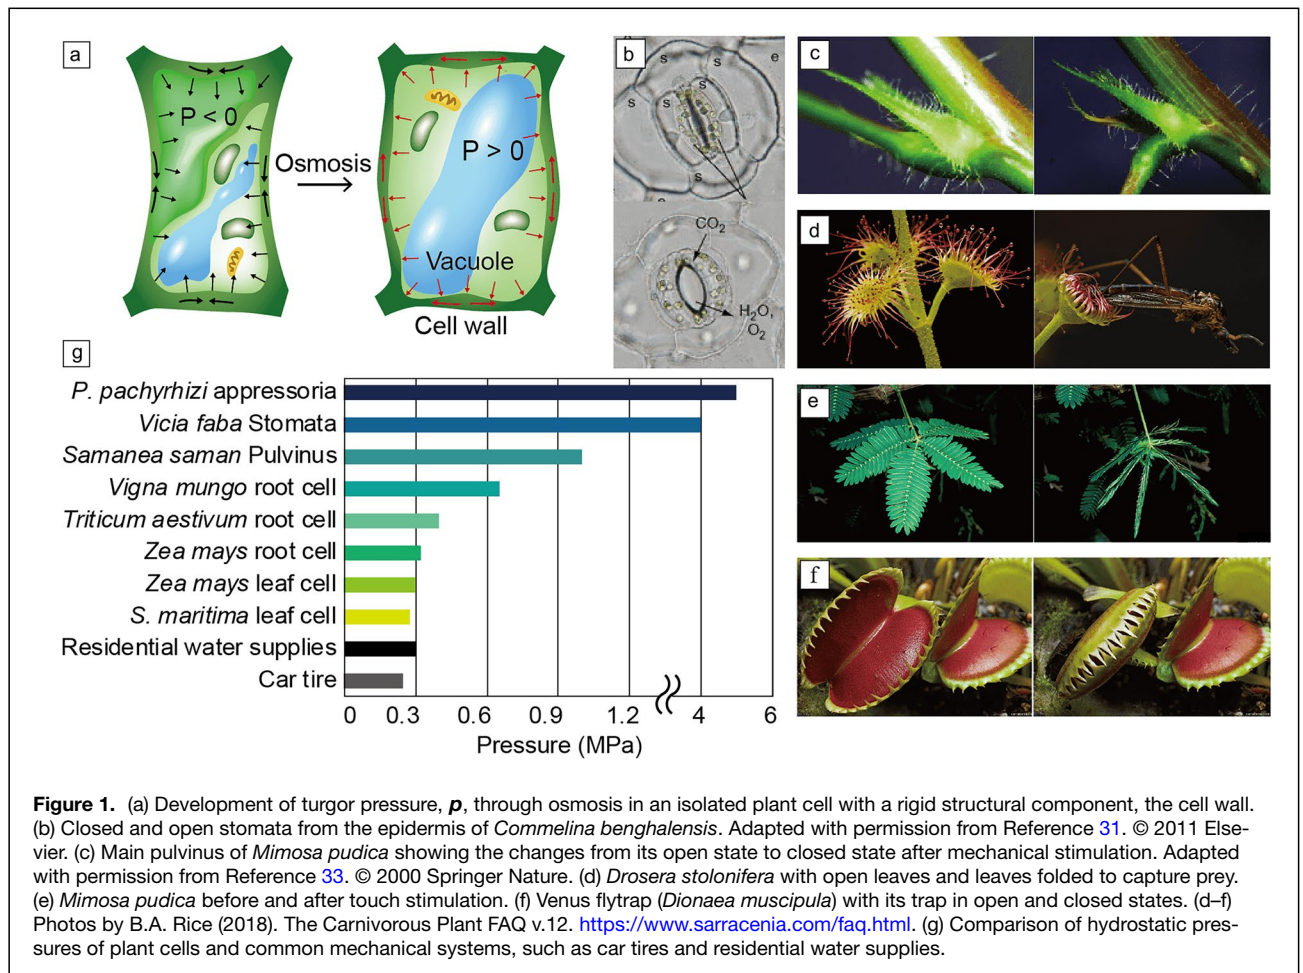 a
P < 0
Osmosis
P > 0
Vacuole
Cell wall
b
s
s
e
s
s
s
s
s
CO2
H2O,
O2
c
d
e
f
g
P. pachyrhizi appressoria
Vicia faba Stomata
Samanea saman Pulvinus
Vigna mungo root cell
Triticum aestivum root cell
Zea mays root cell
Zea mays leaf cell
S. maritima leaf cell
Residential water supplies
Car tire
0 0.3 0.6 0.9 1.2 4 6
Pressure (MPa)
Figure 1. (a) Development of turgor pressure, p, through osmosis in an isolated plant cell with a rigid structural component, the cell wall.
(b) Closed and open stomata from the epidermis of Commelina benghalensis. Adapted with permission from Reference 31. © 2011 Else-
vier. (c) Main pulvinus of Mimosa pudica showing the changes from its open state to closed state after mechanical stimulation. Adapted
with permission from Reference 33. © 2000 Springer Nature. (d) Drosera stolonifera with open leaves and leaves folded to capture prey.
(e) Mimosa pudica before and after touch stimulation. (f) Venus flytrap (Dionaea muscipula) with its trap in open and closed states. (d–f)
Photos by B.A. Rice (2018). The Carnivorous Plant FAQ v.12. https://www.sarracenia.com/faq.html. (g) Comparison of hydrostatic pres-
sures of plant cells and common mechanical systems, such as car tires and residential water supplies.